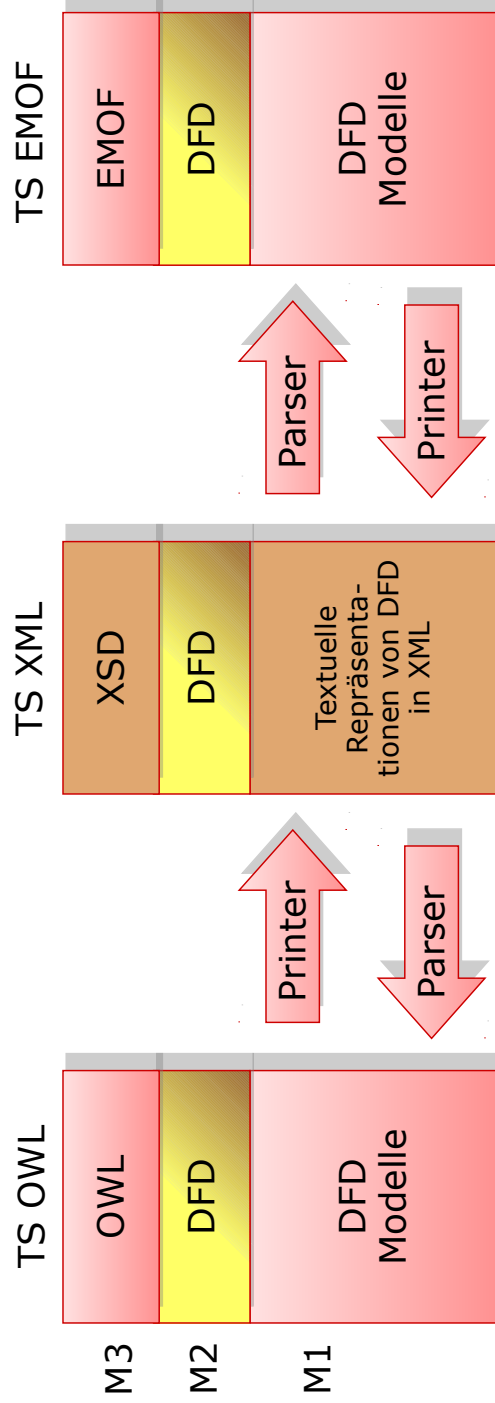 TS OWL
TS XML
TS EMOF
M3
OWL
XSD
EMOF
M2
DFD
DFD
DFD
M1
DFD
Modelle
Printer
Parser
Textuelle
Repräsenta-
tionen von DFD
in XML
Parser
Printer
DFD
Modelle